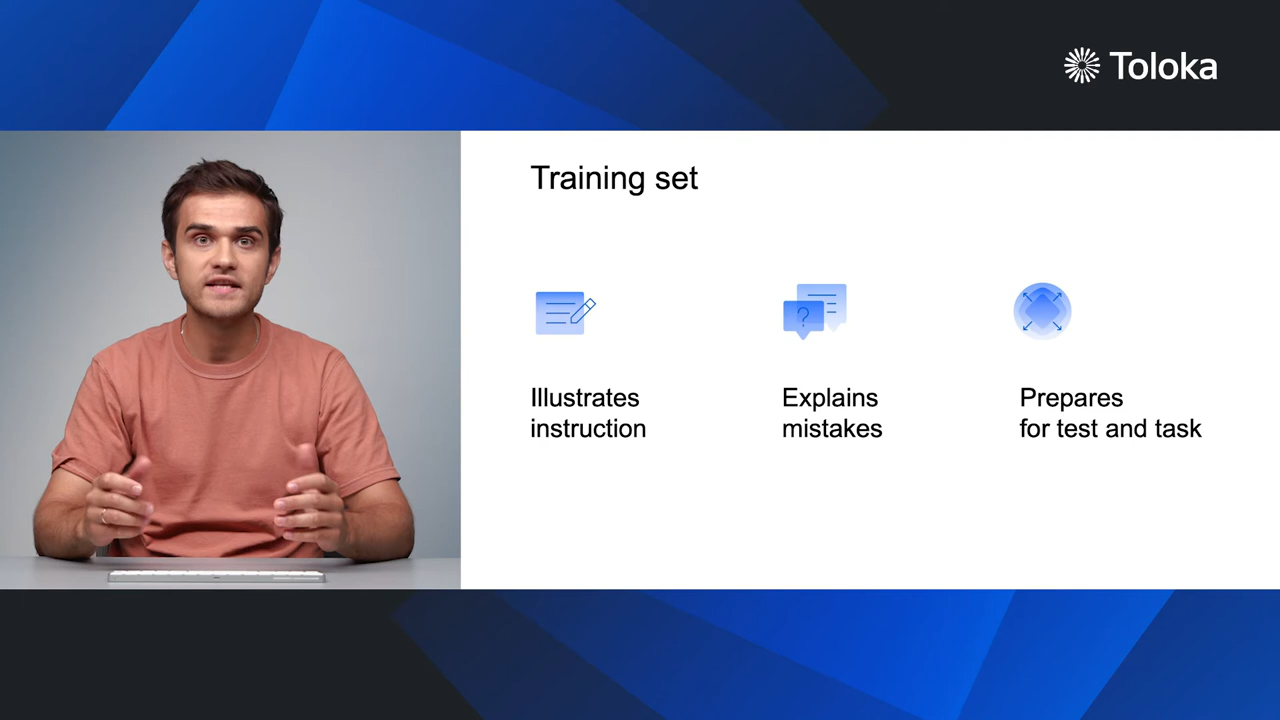 Toloka
Training set
?
Illustrates
instruction
Explains
mistakes
Prepares
for test and task